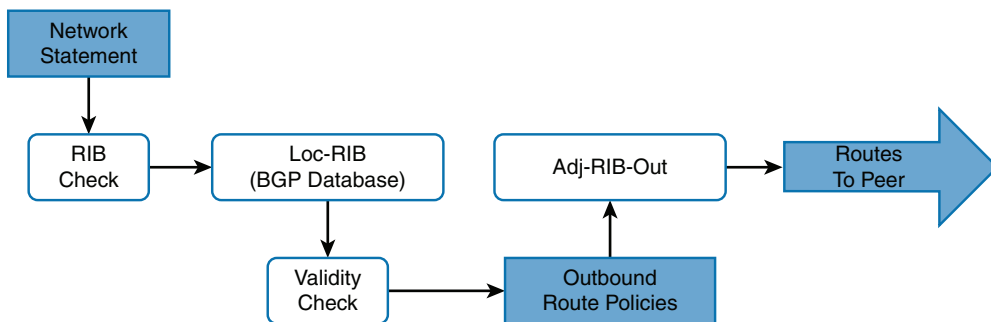 Network
Statement
RIB
Check
Loc-RIB
(BGP Database)
Adj-RIB-Out
Routes
To Peer
Validity
Check
Outbound
Route Policies